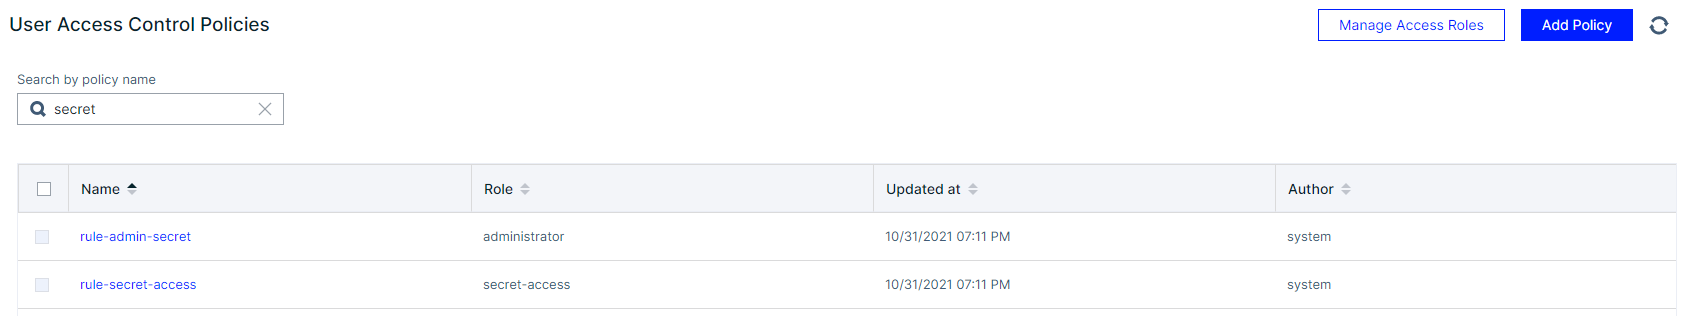 User Access Control Policies
Manage Access Roles
Add Policy
Search by policy name
secret
Name Role Updated at Author
rule-admin-secret administrator 10/31/2021 07:11 PM system
rule-secret-access secret-access 10/31/2021 07:11 PM system